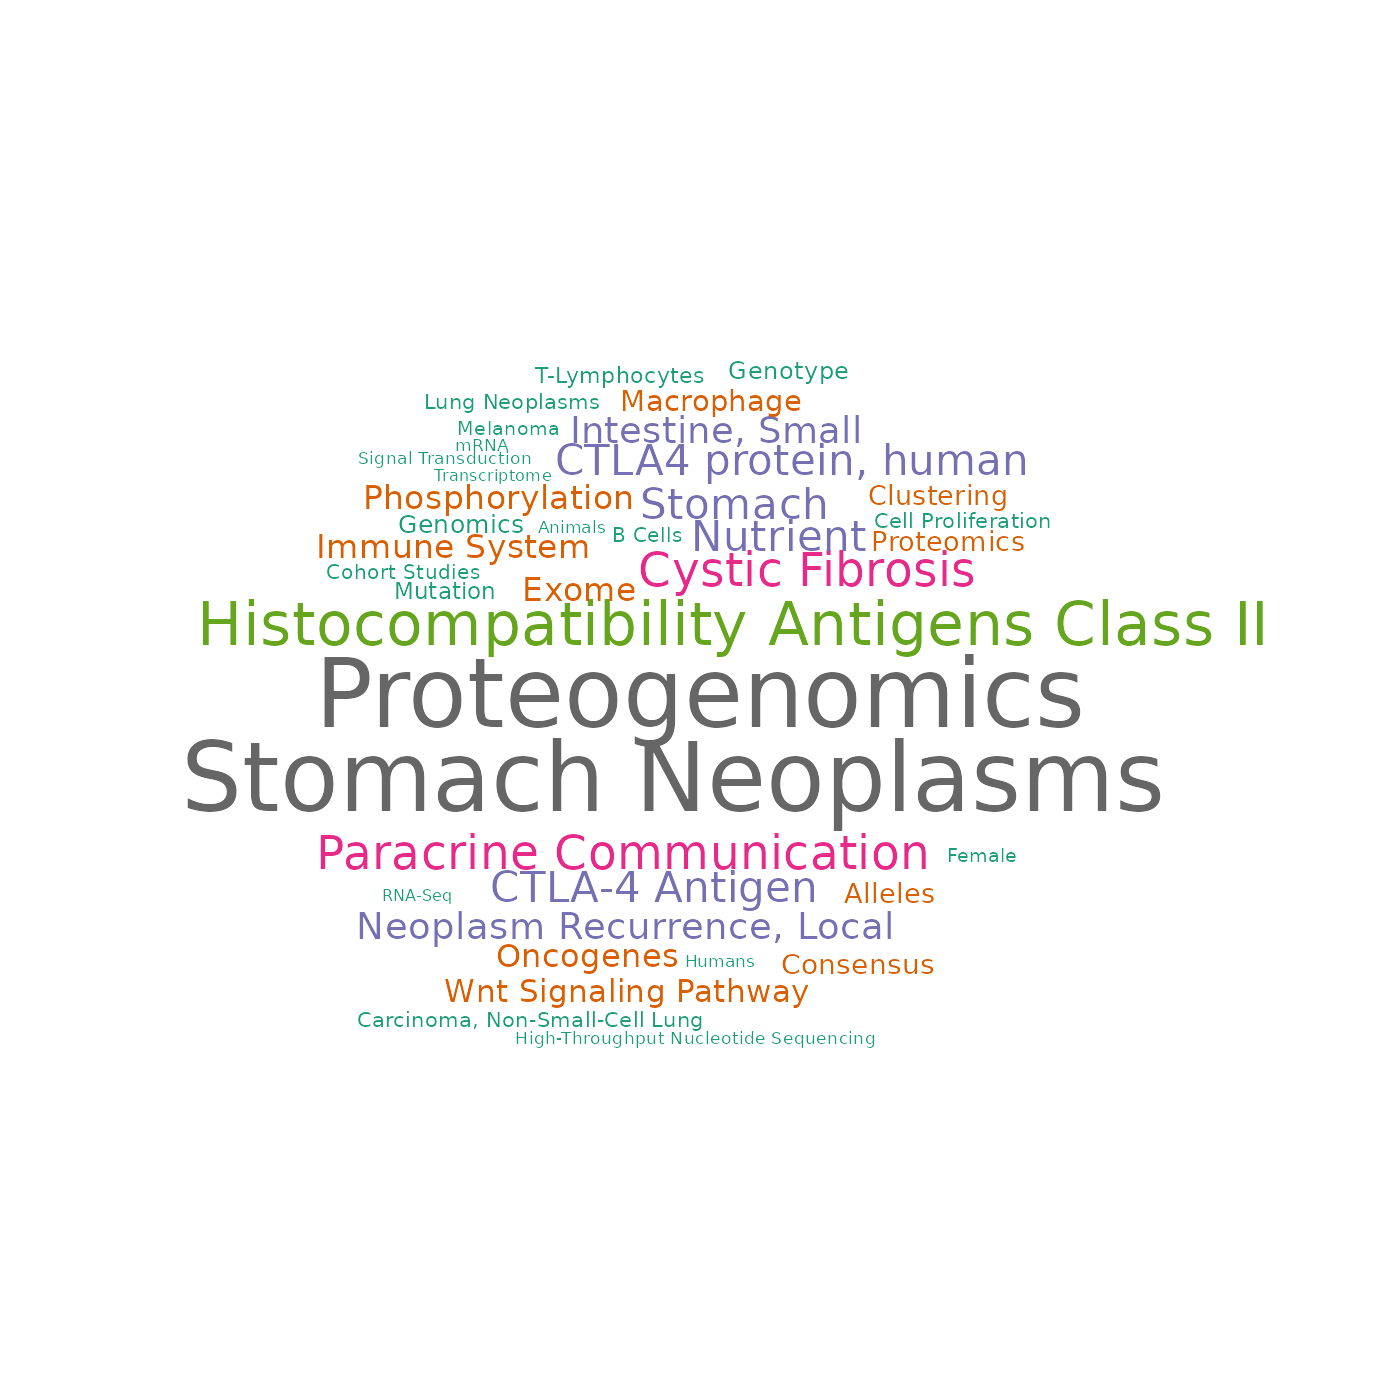 T-Lymphocytes Genotype
Lung Neoplasms Macrophage
Melanoma Intestine, Small
mRNA
Signal Transduction CTLA4 protein, human
Transcriptome
Phosphorylation Stomach Clustering
Genomics Animals B Cells Nutrient Cell Proliferation
Immune System Proteomics
Cohort Studies Cystic Fibrosis
Mutation Exome
Histocompatibility Antigens Class II
Proteogenomics
Stomach Neoplasms
Paracrine Communication Female
RNA-Seq CTLA-4 Antigen Alleles
Neoplasm Recurrence, Local
Oncogenes Humans Consensus
Wnt Signaling Pathway
Carcinoma, Non-Small-Cell Lung
High-Throughput Nucleotide Sequencing